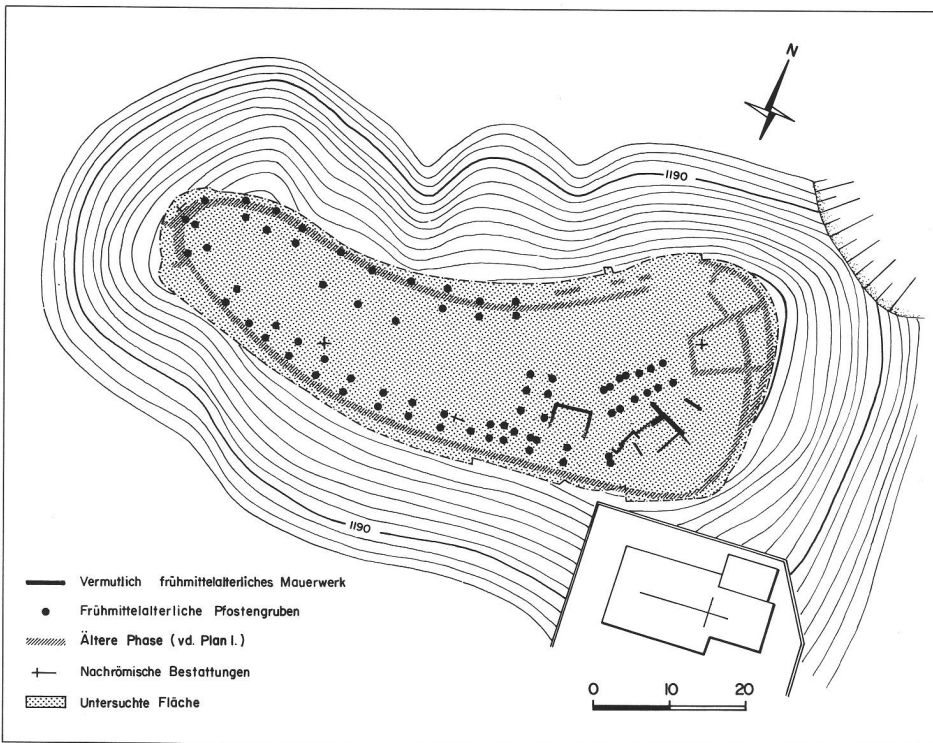 N
1190
1190
Vermutlich frühmittelalterliches Mauerwerk
Frühmittelalterliche Pfostengruben
Ältere Phase (vd. Plan I.)
Nachrömische Bestattungen
Untersuchte Fläche
0 10 20